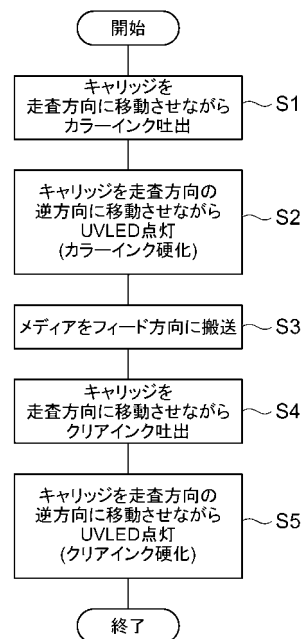 開始
キャリッジを
走査方向に移動させながら
カラーインク吐出
S1
キャリッジを走査方向の
逆方向に移動させながら
UVLED点灯
(カラーインク硬化)
S2
メディアをフィード方向に搬送
S3
キャリッジを
走査方向に移動させながら
クリアインク吐出
S4
キャリッジを走査方向の
逆方向に移動させながら
UVLED点灯
(クリアインク硬化)
S5
終了